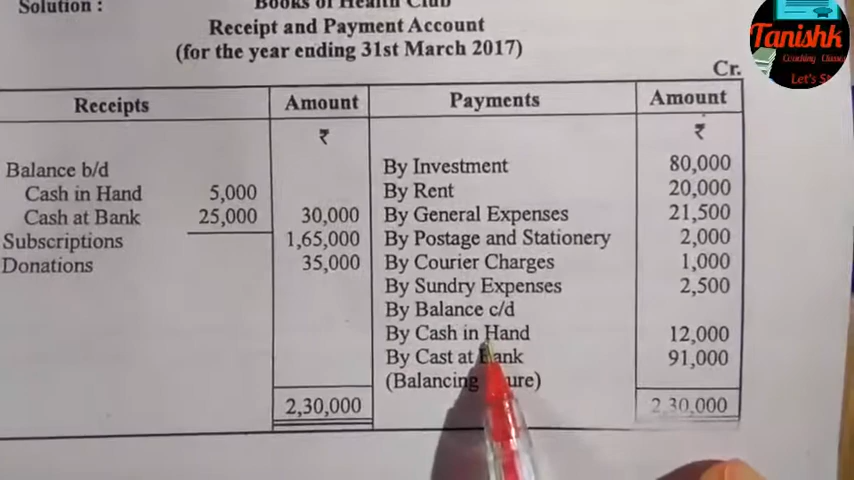 Solution :
Books of Health Club
Receipt and Payment Account
(for the year ending 31st March 2017)
Cr.
Receipts Amount Payments Amount
₹ ₹
Balance b/d By Investment 80,000
Cash in Hand 5,000 By Rent 20,000
Cash at Bank 25,000 30,000 By General Expenses 21,500
Subscriptions 1,65,000 By Postage and Stationery 2,000
Donations 35,000 By Courier Charges 1,000
By Sundry Expenses 2,500
By Balance c/d
By Cash in Hand 12,000
By Cast at Bank 91,000
(Balancing
2,30,000 2,30,000
Tanishk
Coaching Classes
Let's